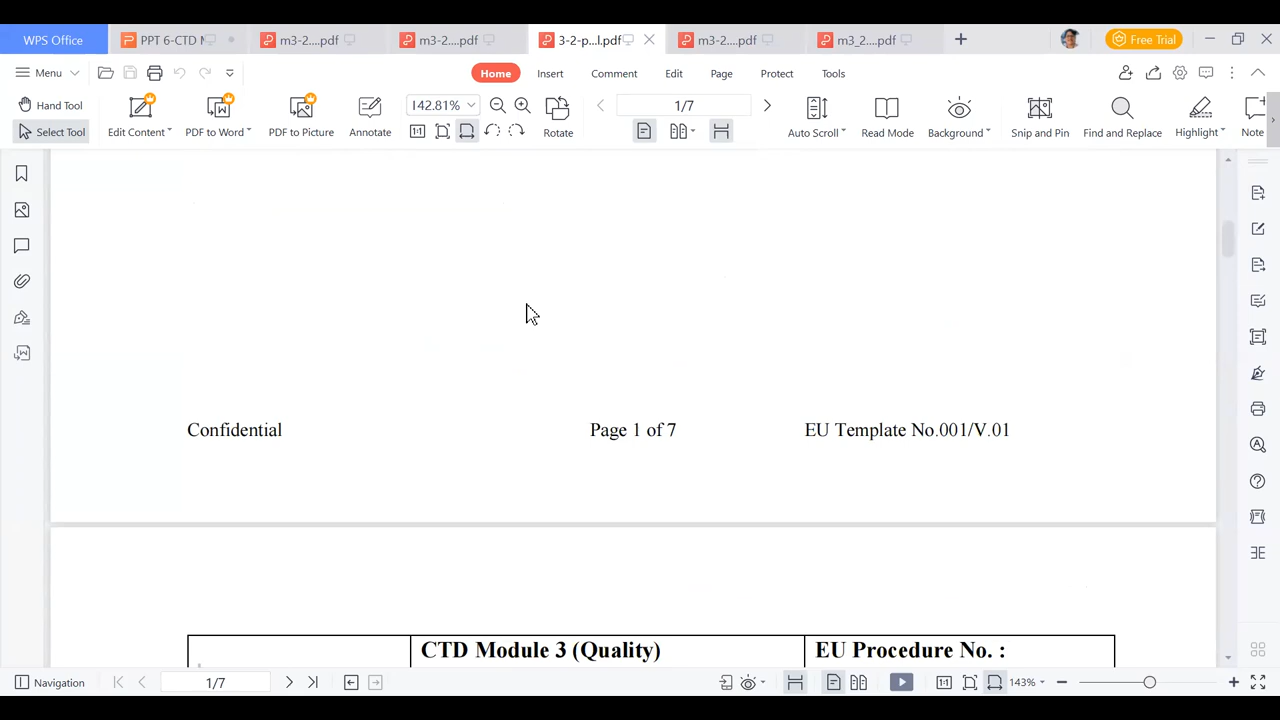 WPS Office
PPT 6-CTD M
m3-2....pdf
m3-2...pdf
3-2-p...l.pdf
m3-2....pdf
m3_2....pdf
Free Trial
Menu
Home
Insert
Comment
Edit
Page
Protect
Tools
Hand Tool
Select Tool
Edit Content
PDF to Word
PDF to Picture
Annotate
142.81%
Rotate
1/7
Auto Scroll
Read Mode
Background
Snip and Pin
Find and Replace
Highlight
Note
Confidential
Page 1 of 7
EU Template No.001/V.01
CTD Module 3 (Quality)
EU Procedure No. :
Navigation
1/7
143%